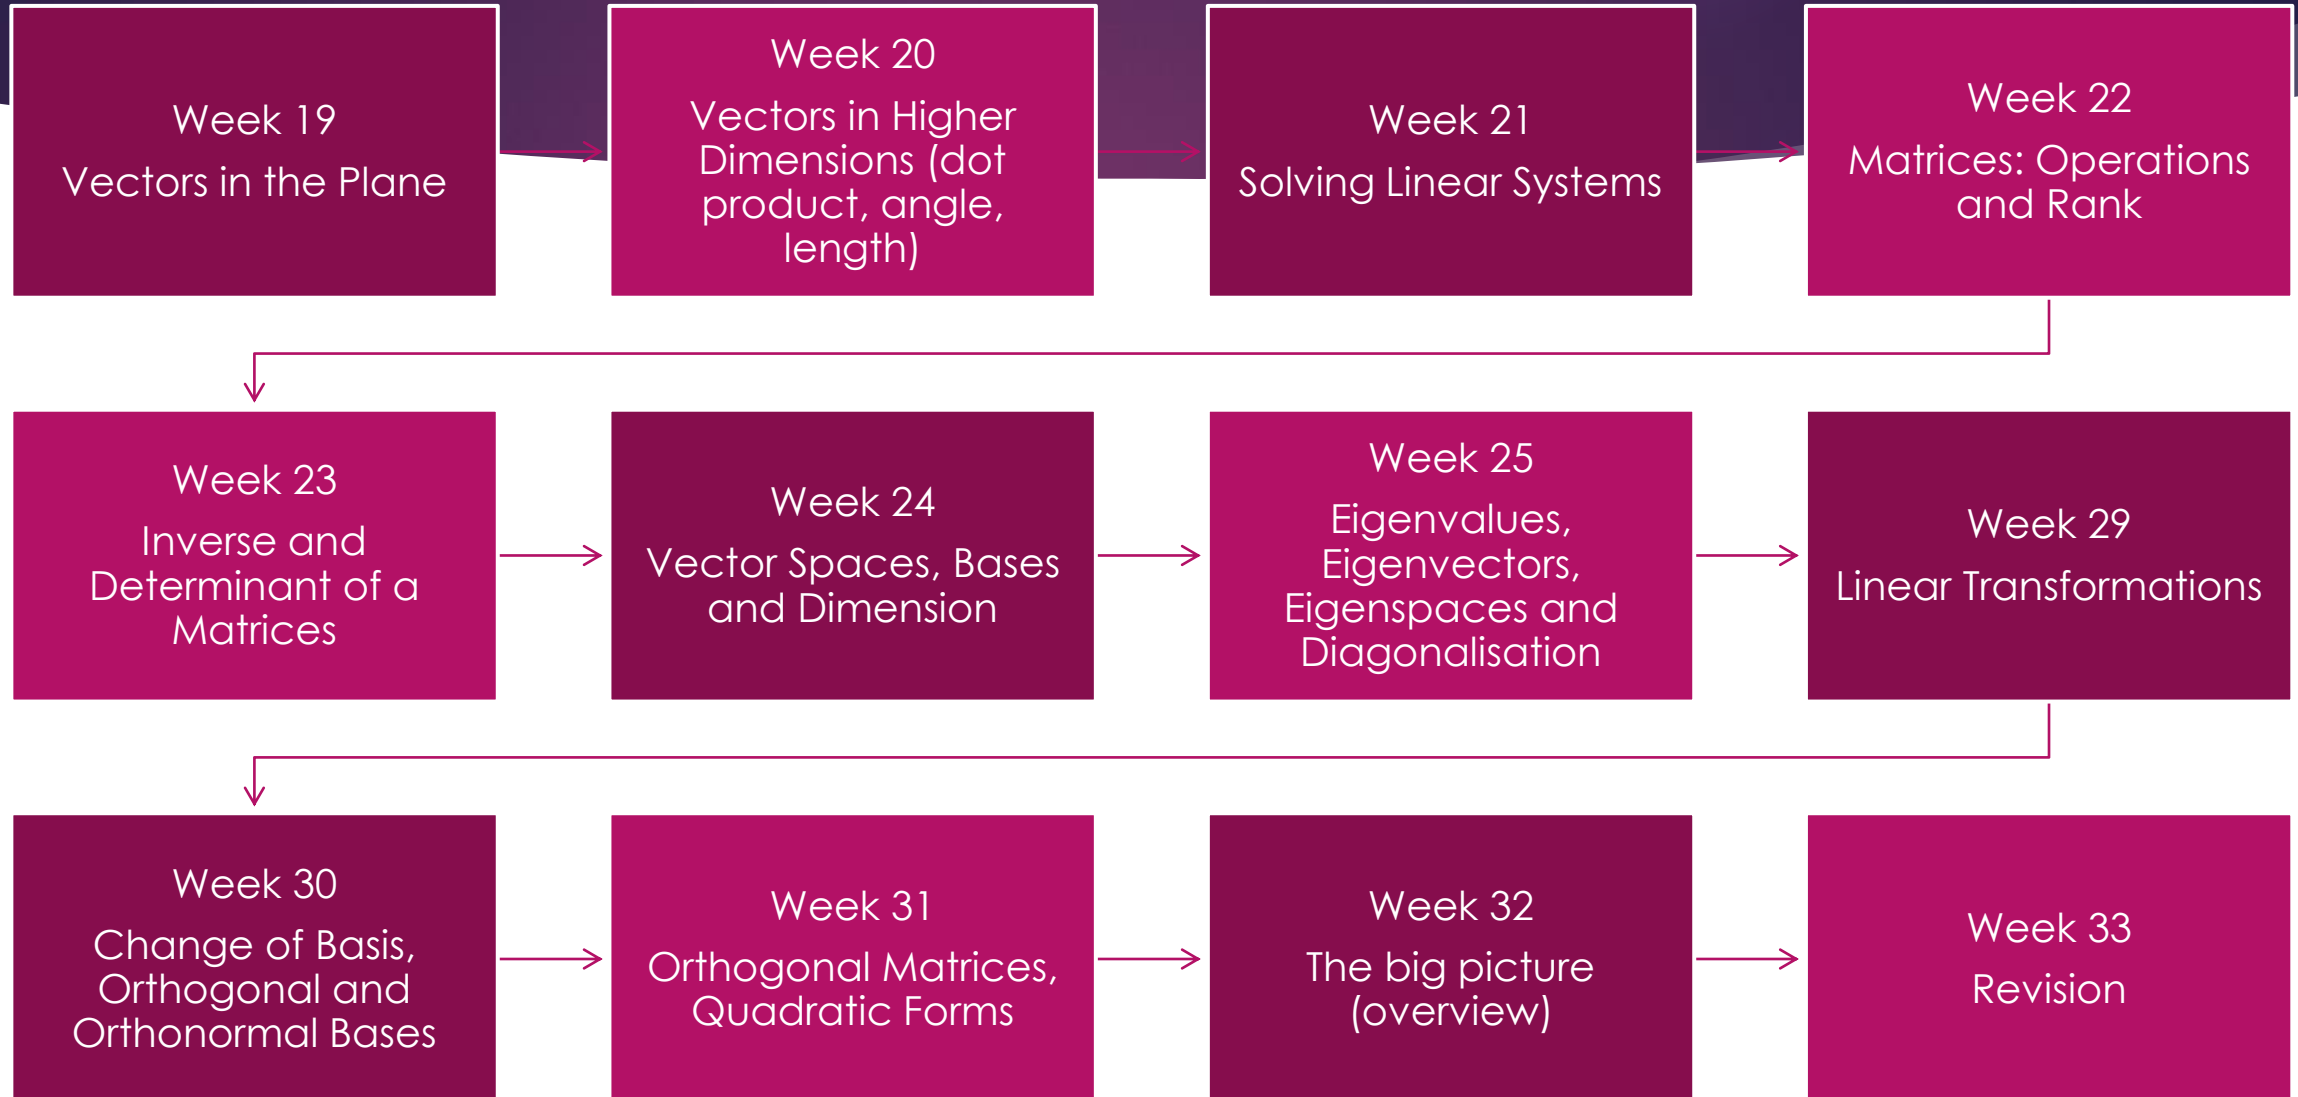 Week 19
Vectors in the Plane
Week 20
Vectors in Higher
Dimensions (dot
product, angle,
length)
Week 21
Solving Linear Systems
Week 22
Matrices: Operations
and Rank
Week 23
Inverse and
Determinant of a
Matrices
Week 24
Vector Spaces, Bases
and Dimension
Week 25
Eigenvalues,
Eigenvectors,
Eigenspaces and
Diagonalisation
Week 29
Linear Transformations
Week 30
Change of Basis,
Orthogonal and
Orthonormal Bases
Week 31
Orthogonal Matrices,
Quadratic Forms
Week 32
The big picture
(overview)
Week 33
Revision